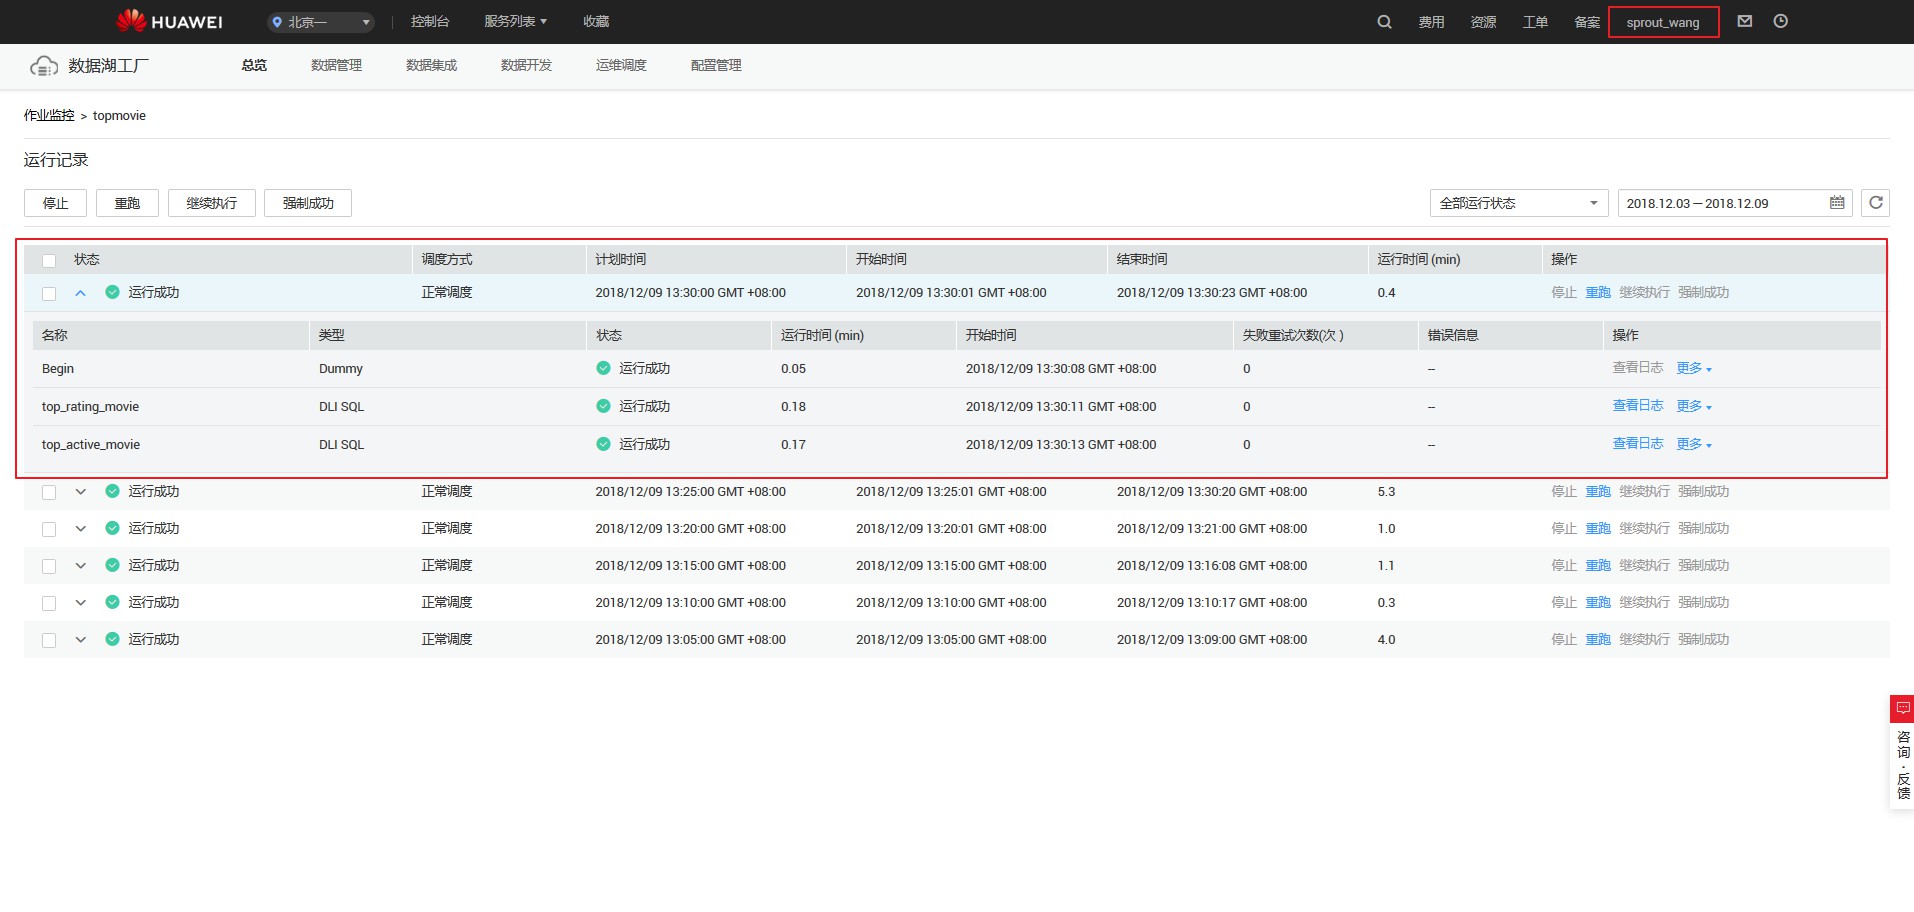 HUAWEI 北京一 控制台 服务列表 收藏 费用 资源 工单 备案 sprout_wang
数据湖工厂 总览 数据管理 数据集成 数据开发 运维调度 配置管理
作业监控 > topmovie
运行记录
停止 重跑 继续执行 强制成功 全部运行状态 2018.12.03 – 2018.12.09
状态 调度方式 计划时间 开始时间 结束时间 运行时间 (min) 操作
运行成功 正常调度 2018/12/09 13:30:00 GMT +08:00 2018/12/09 13:30:01 GMT +08:00 2018/12/09 13:30:23 GMT +08:00 0.4 停止 重跑 继续执行 强制成功
名称 类型 状态 运行时间 (min) 开始时间 失败重试次数(次 ) 错误信息 操作
Begin Dummy 运行成功 0.05 2018/12/09 13:30:08 GMT +08:00 0 -- 查看日志 更多
top_rating_movie DLI SQL 运行成功 0.18 2018/12/09 13:30:11 GMT +08:00 0 -- 查看日志 更多
top_active_movie DLI SQL 运行成功 0.17 2018/12/09 13:30:13 GMT +08:00 0 -- 查看日志 更多
运行成功 正常调度 2018/12/09 13:25:00 GMT +08:00 2018/12/09 13:25:01 GMT +08:00 2018/12/09 13:30:20 GMT +08:00 5.3 停止 重跑 继续执行 强制成功
运行成功 正常调度 2018/12/09 13:20:00 GMT +08:00 2018/12/09 13:20:01 GMT +08:00 2018/12/09 13:21:00 GMT +08:00 1.0 停止 重跑 继续执行 强制成功
运行成功 正常调度 2018/12/09 13:15:00 GMT +08:00 2018/12/09 13:15:00 GMT +08:00 2018/12/09 13:16:08 GMT +08:00 1.1 停止 重跑 继续执行 强制成功
运行成功 正常调度 2018/12/09 13:10:00 GMT +08:00 2018/12/09 13:10:00 GMT +08:00 2018/12/09 13:10:17 GMT +08:00 0.3 停止 重跑 继续执行 强制成功
运行成功 正常调度 2018/12/09 13:05:00 GMT +08:00 2018/12/09 13:05:00 GMT +08:00 2018/12/09 13:09:00 GMT +08:00 4.0 停止 重跑 继续执行 强制成功
咨询·反馈